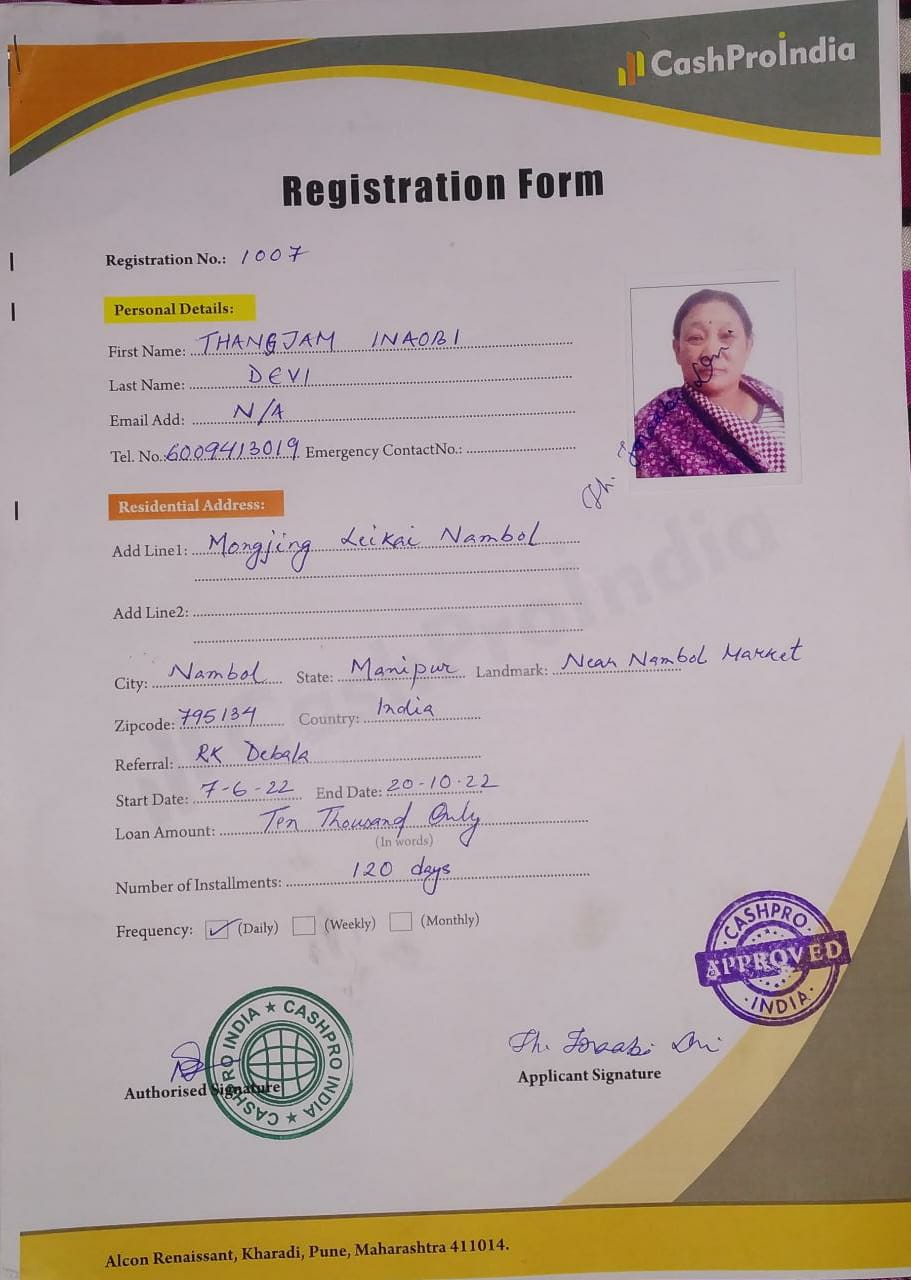 CashProIndia
Registration Form
Registration No.: 1007
Personal Details:
First Name: THANGJAM INAOBI
Last Name: DEVI
Email Add: N/A
Tel. No.: 6009413019 Emergency ContactNo.:
Residential Address:
Add Line1: Mongjing Leikai Nambol
Add Line2:
City: Nambol State: Manipur Landmark: Near Nambol Market
Zipcode: 795134 Country: India
Referral: RK Debala
Start Date: 7-6-22 End Date: 20-10-22
Loan Amount: Ten Thousand Only
(In words)
Number of Installments: 120 days
Frequency: (Daily) (Weekly) (Monthly)
CASHPRO
APPROVED
INDIA
CASHPRO INDIA ★ CASHPRO INDIA ★
Authorised Signature
Applicant Signature
Alcon Renaissant, Kharadi, Pune, Maharashtra 411014.